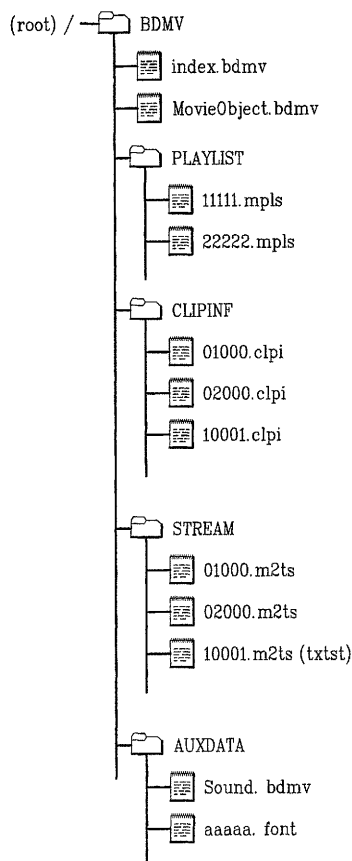 (root) / BDMV
index.bdmv
MovieObject.bdmv
PLAYLIST
11111.mpls
22222.mpls
CLIPINF
01000.clpi
02000.clpi
10001.clpi
STREAM
01000.m2ts
02000.m2ts
10001.m2ts (txtst)
AUXDATA
Sound. bdmv
aaaaa. font